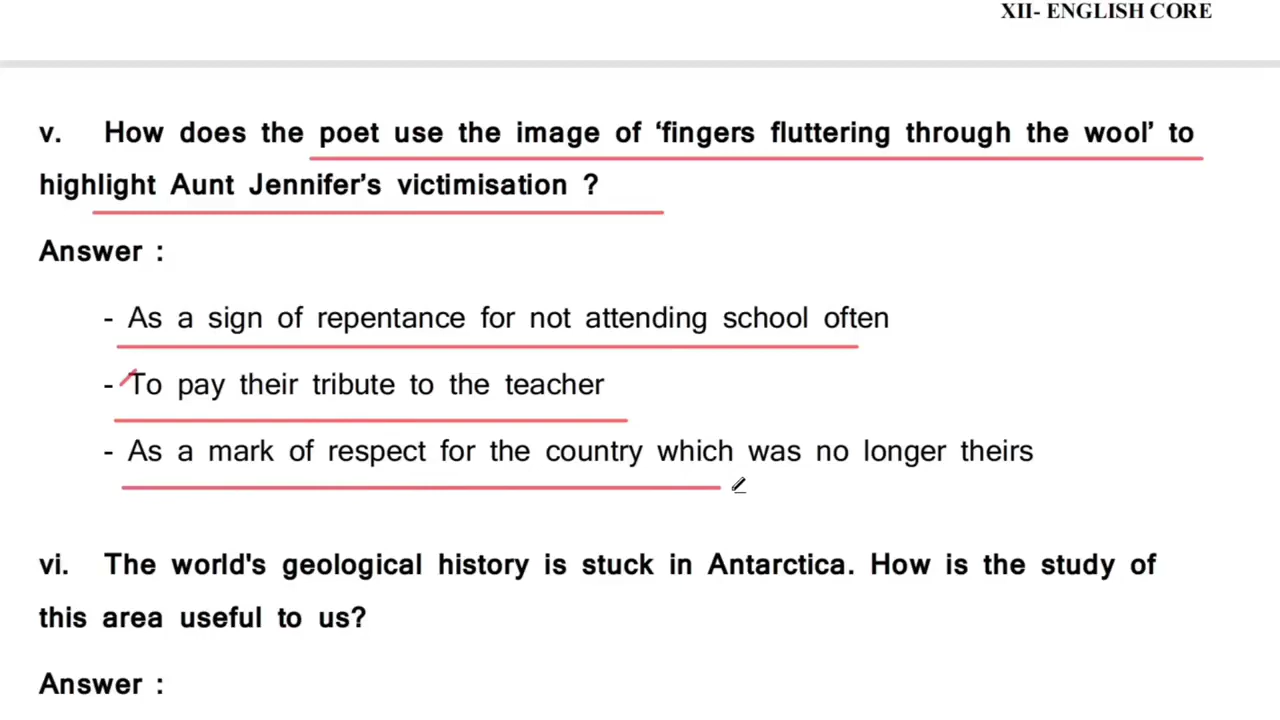 XII- ENGLISH CORE
v. How does the poet use the image of ‘fingers fluttering through the wool’ to
highlight Aunt Jennifer’s victimisation ?
Answer :
- As a sign of repentance for not attending school often
- To pay their tribute to the teacher
- As a mark of respect for the country which was no longer theirs
vi. The world's geological history is stuck in Antarctica. How is the study of
this area useful to us?
Answer :